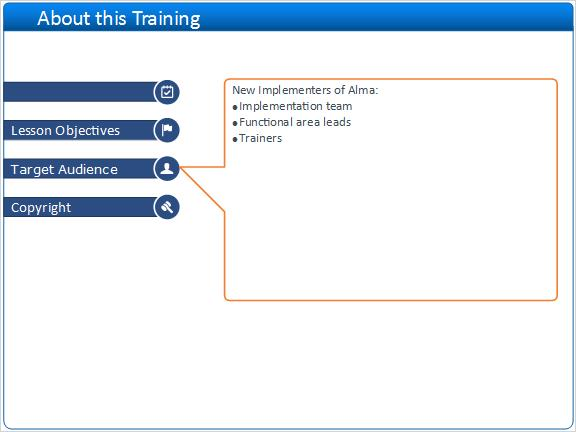 About this Training
Lesson Objectives
Target Audience
Copyright
New Implementers of Alma:
●Implementation team
●Functional area leads
●Trainers